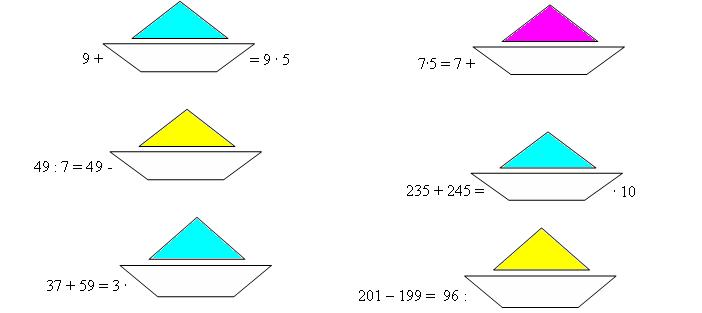 9 + = 9 · 5
7·5 = 7 +
49 : 7 = 49 -
235 + 245 = · 10
37 + 59 = 3 ·
201 – 199 = 96 :